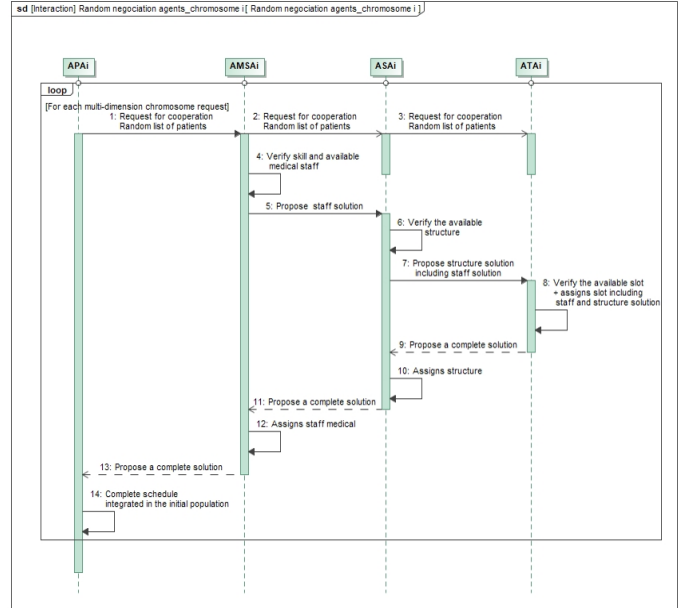 sd [Interaction] Random negociation agents_chromosome i[ Random negociation agents_chromosome i ]
APAi
AMSAi
ASAi
ATAi
loop
[For each multi-dimension chromosome request]
1: Request for cooperation
Random list of patients
2: Request for cooperation
Random list of patients
3: Request for cooperation
Random list of patients
4: Verify skill and available
medical staff
5: Propose staff solution
6: Verify the available
structure
7: Propose structure solution
including staff solution
8: Verify the available slot
+ assigns slot including
staff and structure solution
9: Propose a complete solution
10: Assigns structure
11: Propose a complete solution
12: Assigns staff medical
13: Propose a complete solution
14: Complete schedule
integrated in the initial population